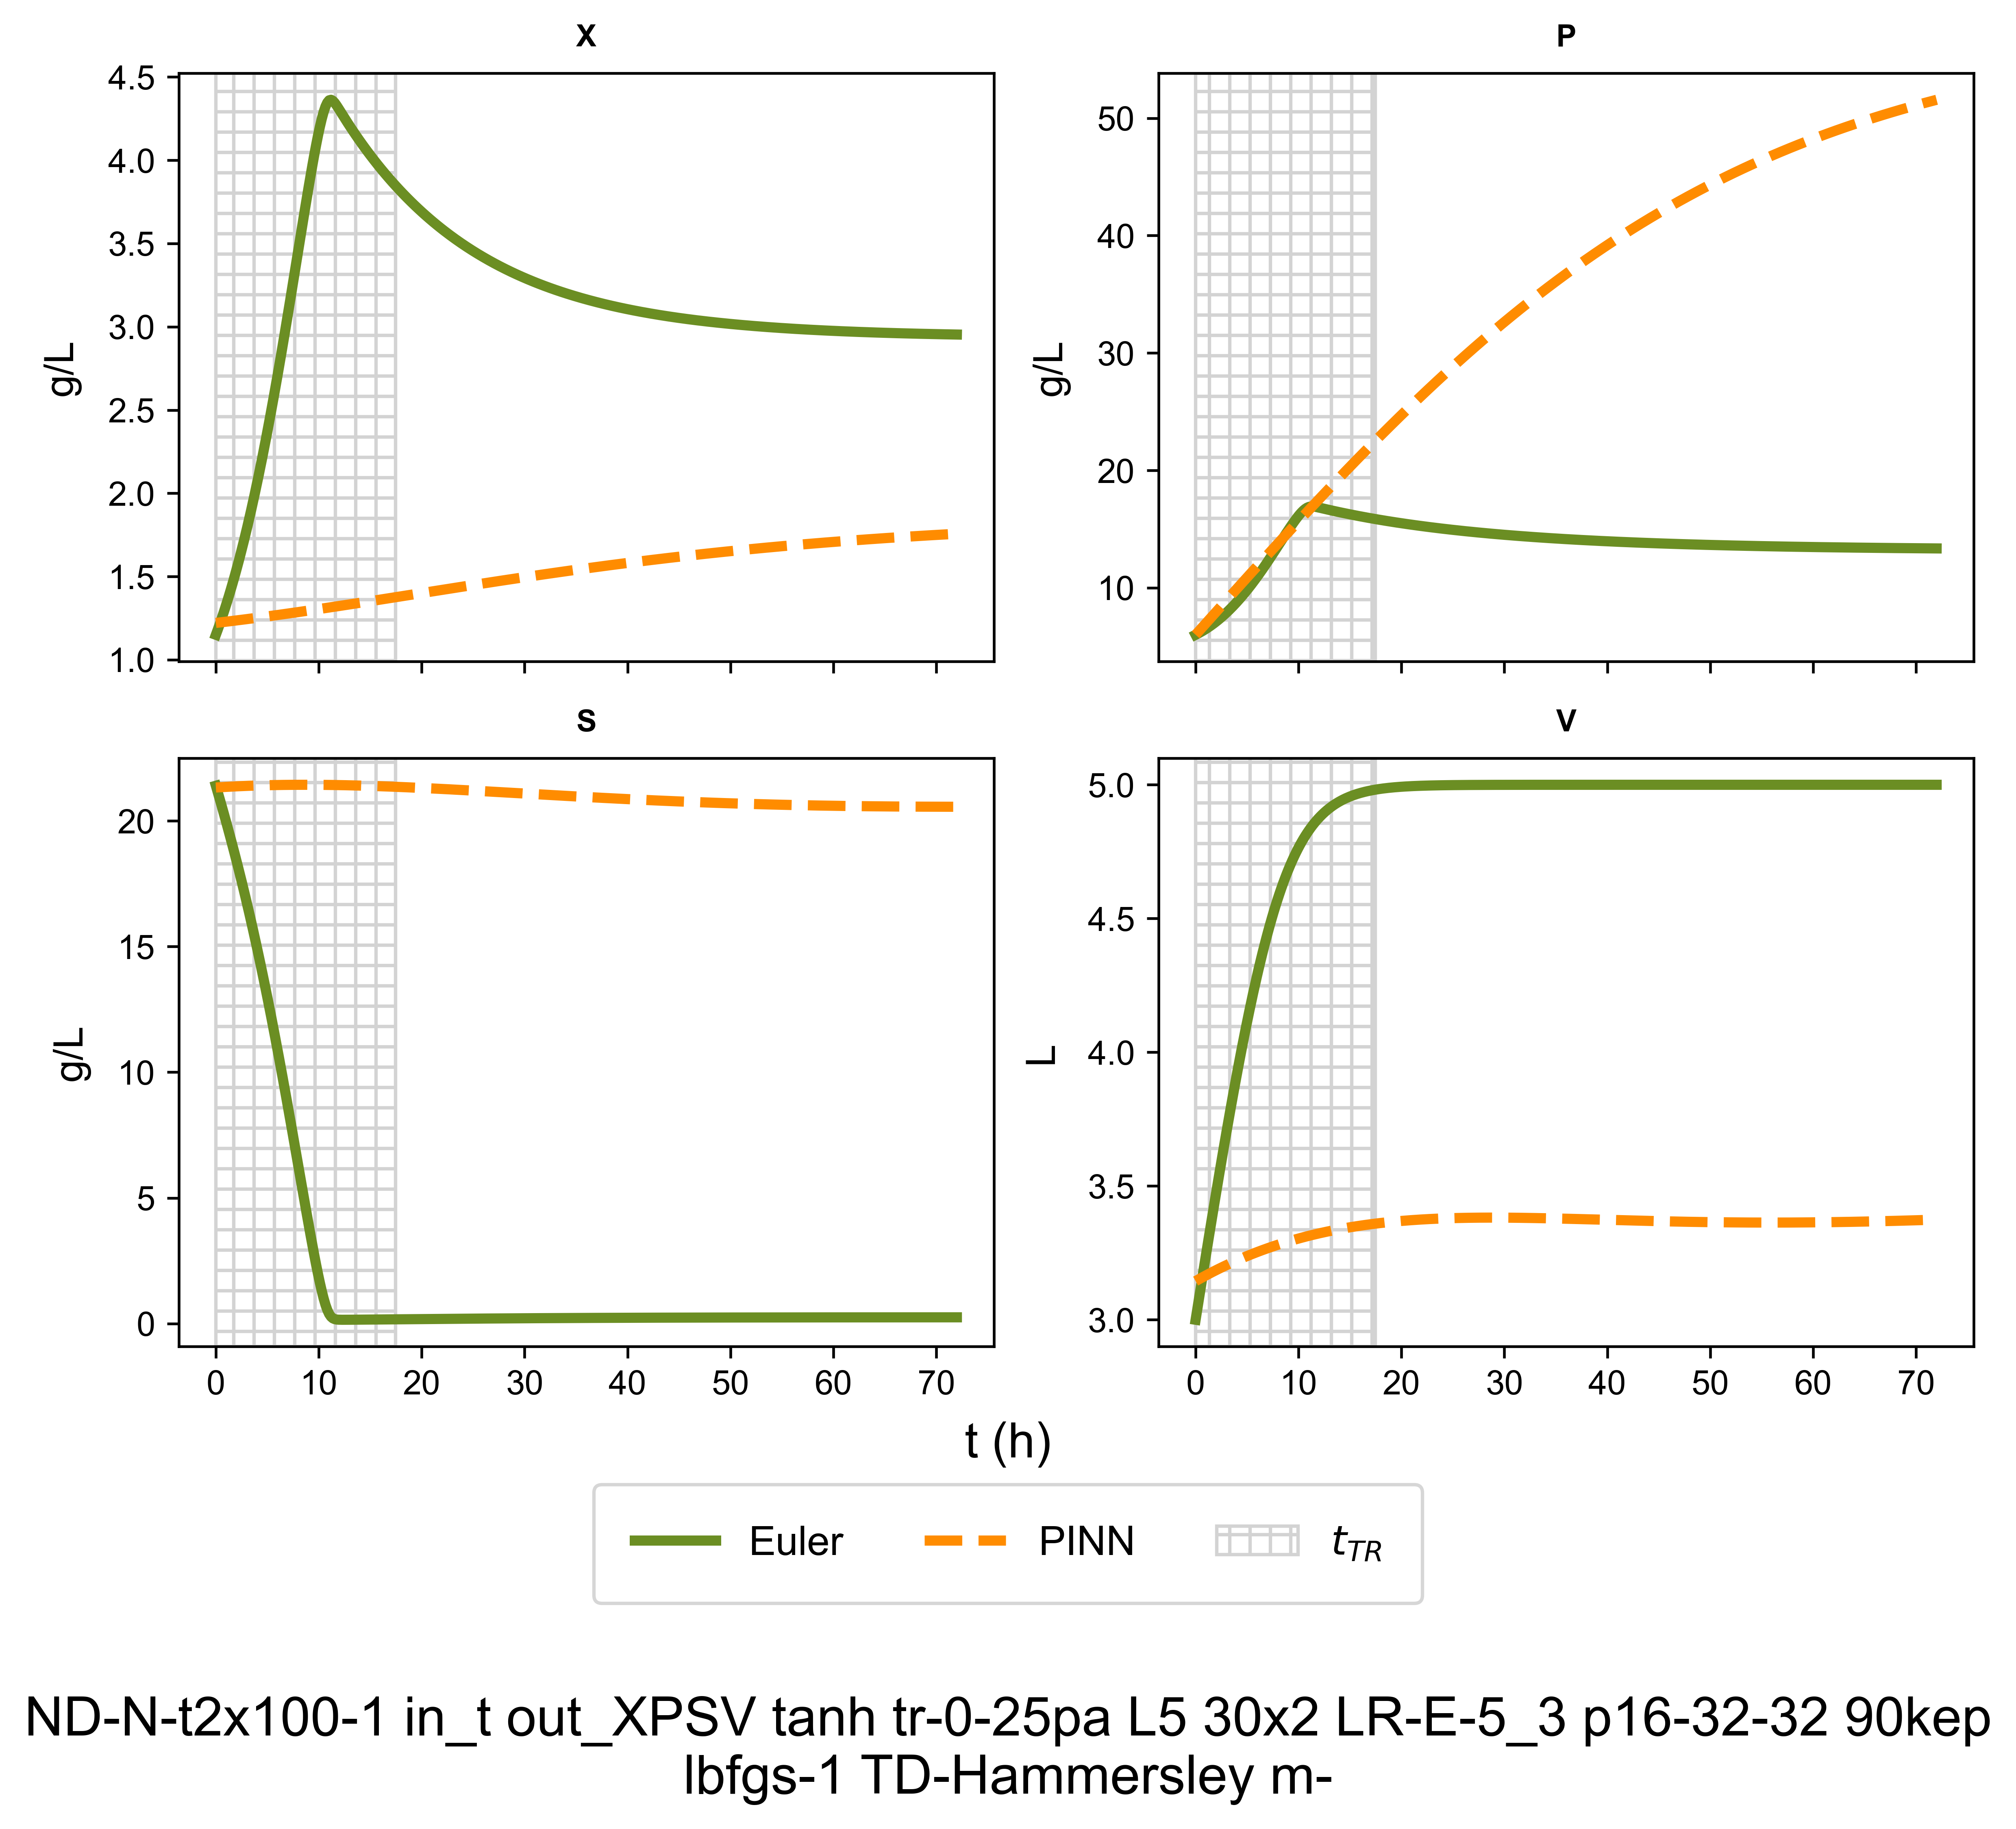 X
4.5
4.0
3.5
3.0
2.5
2.0
1.5
1.0
g/L
P
50
40
30
20
10
g/L
S
20
15
10
5
0
g/L
0 10 20 30 40 50 60 70
V
5.0
4.5
4.0
3.5
3.0
L
0 10 20 30 40 50 60 70
t (h)
Euler PINN t_TR
ND-N-t2x100-1 in_t out_XPSV tanh tr-0-25pa L5 30x2 LR-E-5_3 p16-32-32 90kep
lbfgs-1 TD-Hammersley m-